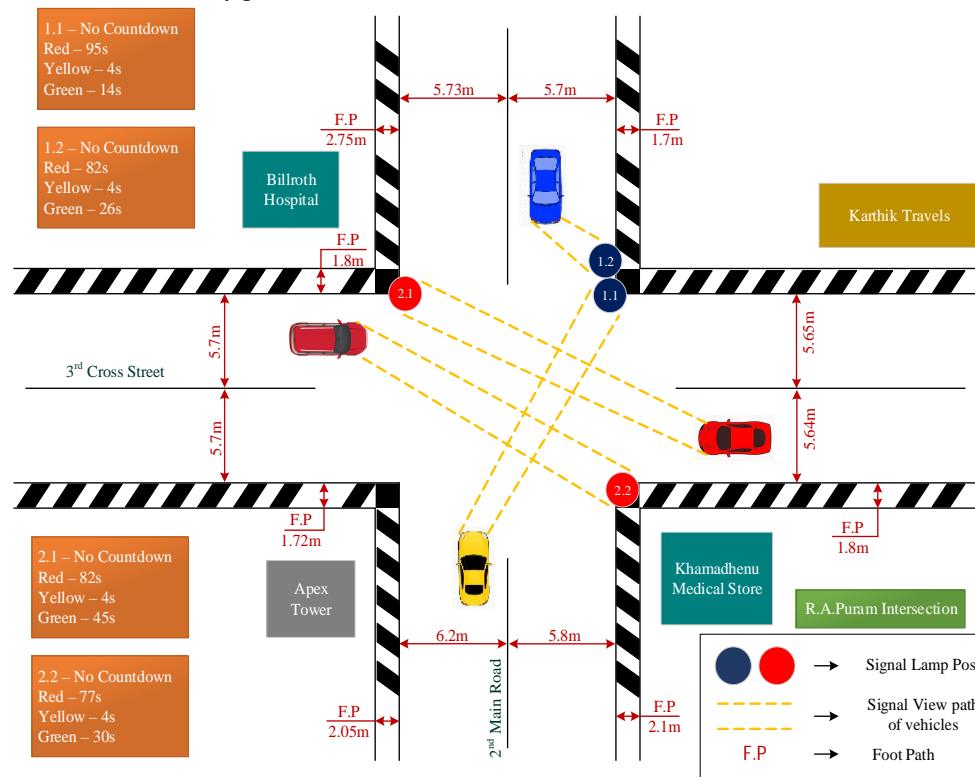 1.1 – No Countdown
Red – 95s
Yellow – 4s
Green – 14s
1.2 – No Countdown
Red – 82s
Yellow – 4s
Green – 26s
5.73m
5.7m
F.P
2.75m
F.P
1.7m
Billroth
Hospital
Karthik Travels
F.P
1.8m
1.2
1.1
2.1
5.7m
5.65m
3rd Cross Street
5.7m
5.64m
2.2
F.P
1.72m
F.P
1.8m
2.1 – No Countdown
Red – 82s
Yellow – 4s
Green – 45s
Apex
Tower
Khamadhenu
Medical Store
R.A.Puram Intersection
6.2m
5.8m
2nd Main Road
2.2 – No Countdown
Red – 77s
Yellow – 4s
Green – 30s
F.P
2.05m
F.P
2.1m
Signal Lamp Pos
Signal View path
of vehicles
F.P
Foot Path